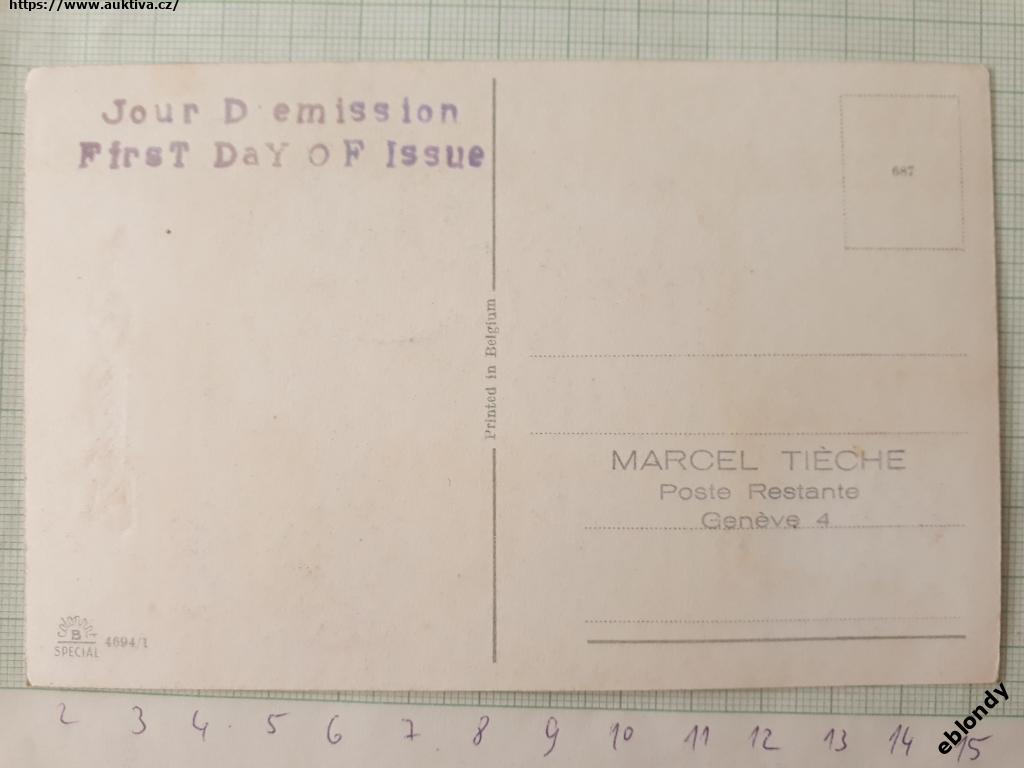 https://www.auktiva.cz/
Jour D emission
FirsT DaY OF Issue
687
Printed in Belgium
MARCEL TIÈCHE
Poste Restante
Genève 4
B
SPECIAL
4694/1
2 3 4 5 6 7 8 9 10 11 12 13 14 15
eblondy